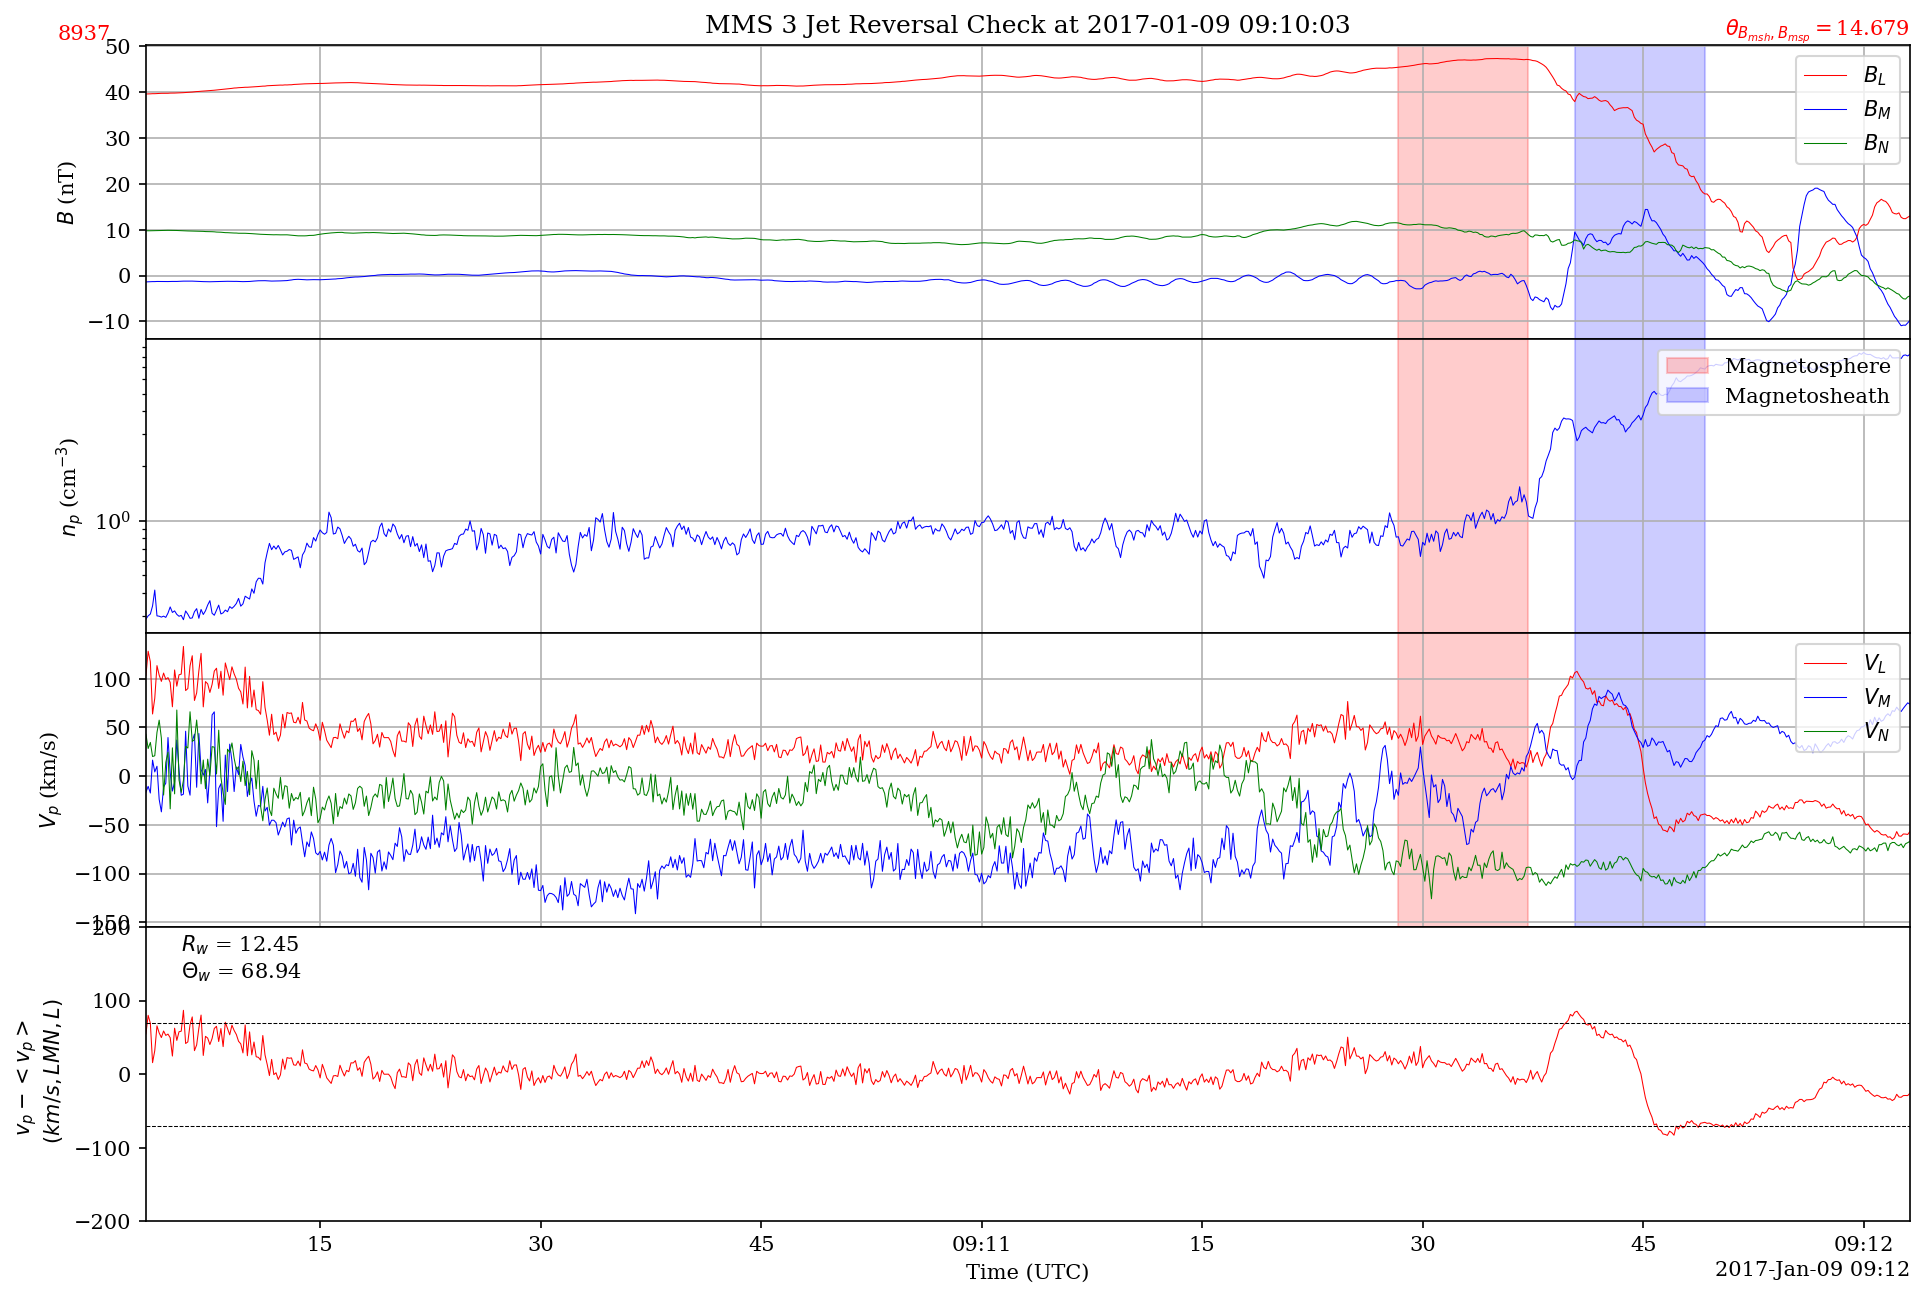 MMS 3 Jet Reversal Check at 2017-01-09 09:10:03
8937
θ_{B_{msh}, B_{msp}} = 14.679
50
40
30
20
10
0
−10
B (nT)
B_L
B_M
B_N
10^0
n_p (cm^{−3})
Magnetosphere
Magnetosheath
100
50
0
−50
−100
−150
V_p (km/s)
V_L
V_M
V_N
200
100
0
−100
−200
v_p − < v_p >
(km/s, LMN, L)
R_w = 12.45
Θ_w = 68.94
15 30 45 09:11 15 30 45 09:12
Time (UTC)
2017-Jan-09 09:12